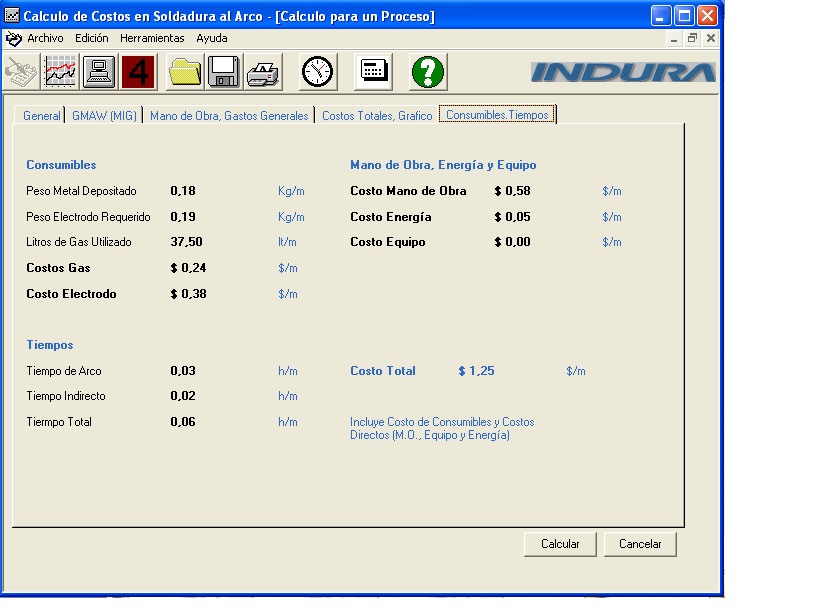 Calculo de Costos en Soldadura al Arco - [Calculo para un Proceso]
Archivo Edición Herramientas Ayuda
4 ? INDURA
General GMAW (MIG) Mano de Obra, Gastos Generales Costos Totales, Grafico Consumibles.Tiempos
Consumibles Mano de Obra, Energía y Equipo
Peso Metal Depositado 0,18 Kg/m Costo Mano de Obra $ 0,58 $/m
Peso Electrodo Requerido 0,19 Kg/m Costo Energía $ 0,05 $/m
Litros de Gas Utilizado 37,50 lt/m Costo Equipo $ 0,00 $/m
Costos Gas $ 0,24 $/m
Costo Electrodo $ 0,38 $/m
Tiempos
Tiempo de Arco 0,03 h/m Costo Total $ 1,25 $/m
Tiempo Indirecto 0,02 h/m
Tiermpo Total 0,06 h/m Incluye Costo de Consumibles y Costos
Directos (M.O., Equipo y Energía)
Calcular Cancelar